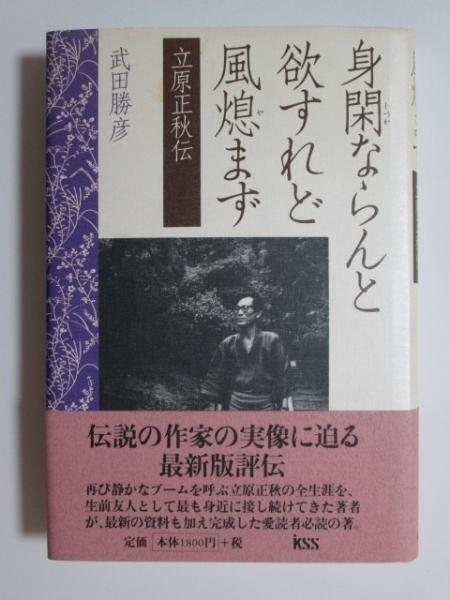 身閑ならんと
しづか
欲すれど
風熄まず
や
立原正秋伝
武田勝彦
伝説の作家の実像に迫る
最新版評伝
再び静かなブームを呼ぶ立原正秋の全生涯を、
生前友人として最も身近に接し続けてきた著者
が、最新の資料も加え完成した愛読者必読の著。
定価 本体1800円+税
KSS